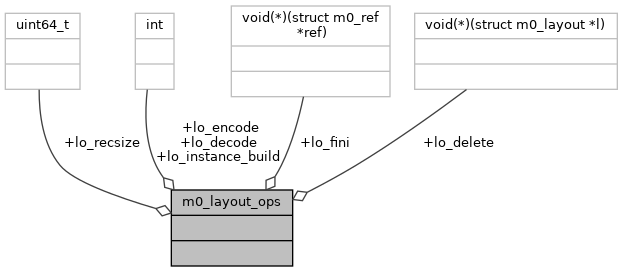 uint64_t
int
void(*)(struct m0_ref
*ref)
void(*)(struct m0_layout *l)
+lo_recsize
+lo_encode
+lo_decode
+lo_instance_build
+lo_fini
+lo_delete
m0_layout_ops